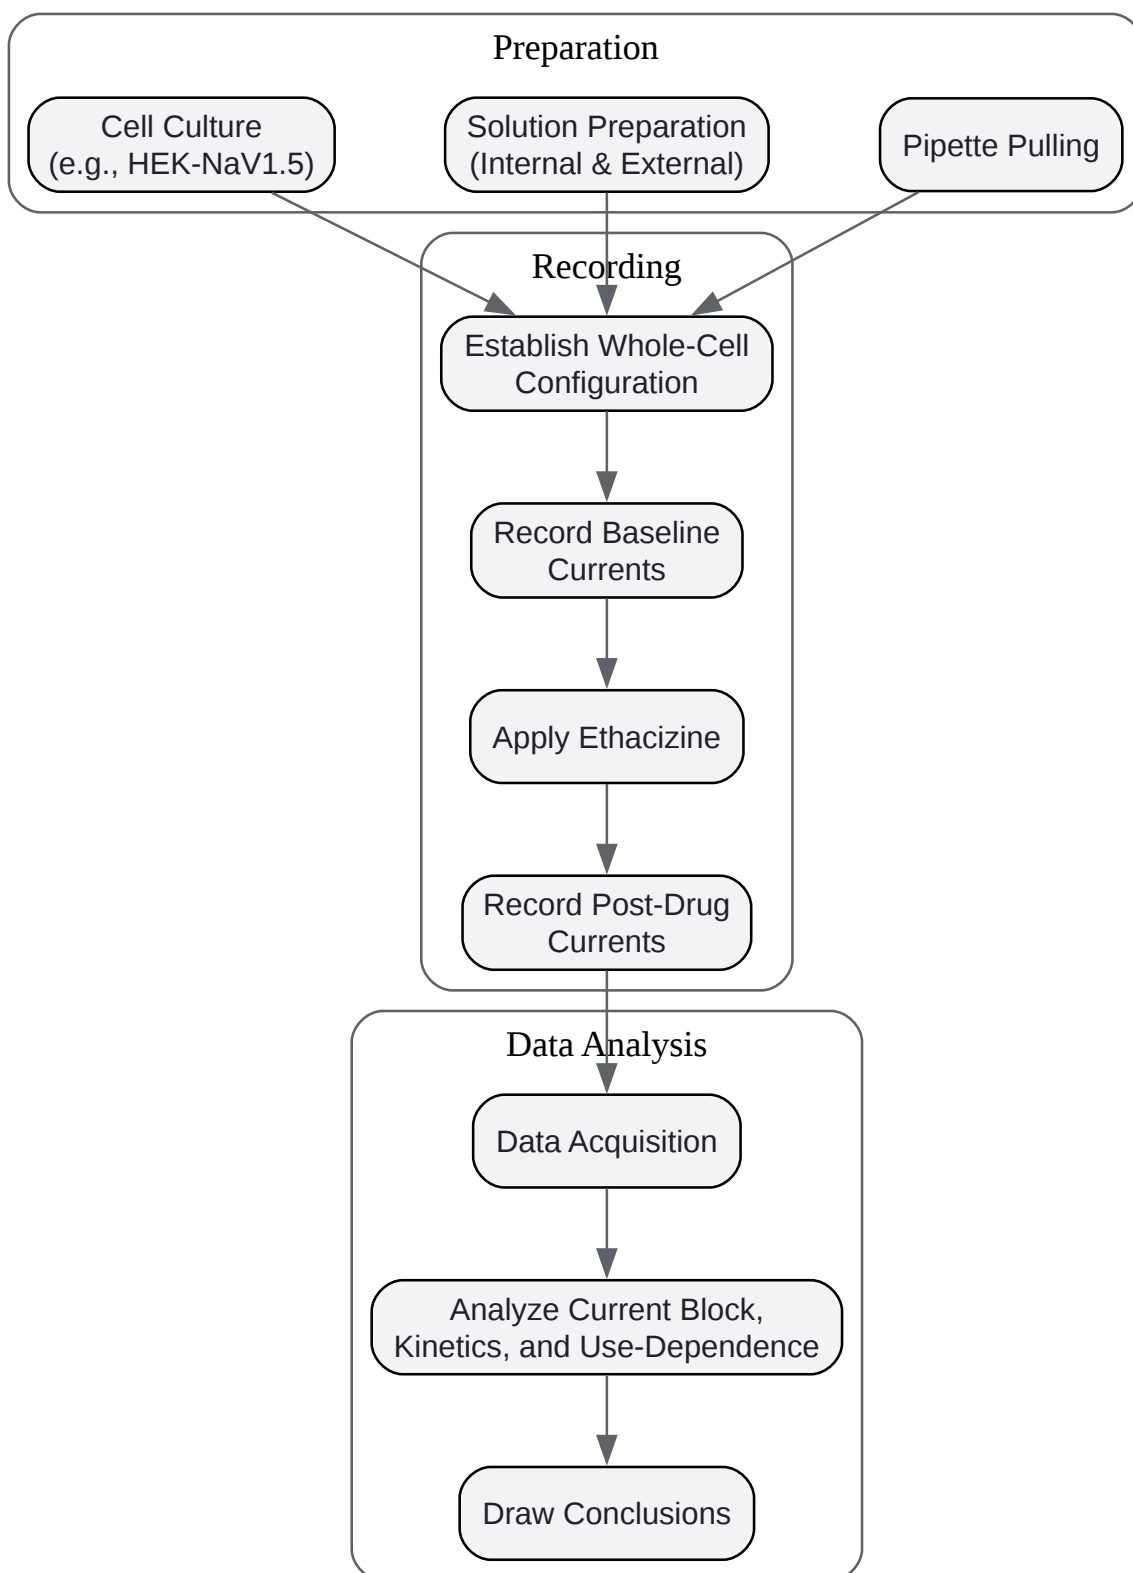 Preparation
Cell Culture
(e.g., HEK-NaV1.5)
Solution Preparation
(Internal & External)
Pipette Pulling
Recording
Establish Whole-Cell
Configuration
Record Baseline
Currents
Apply Ethacizine
Record Post-Drug
Currents
Data Analysis
Data Acquisition
Analyze Current Block,
Kinetics, and Use-Dependence
Draw Conclusions